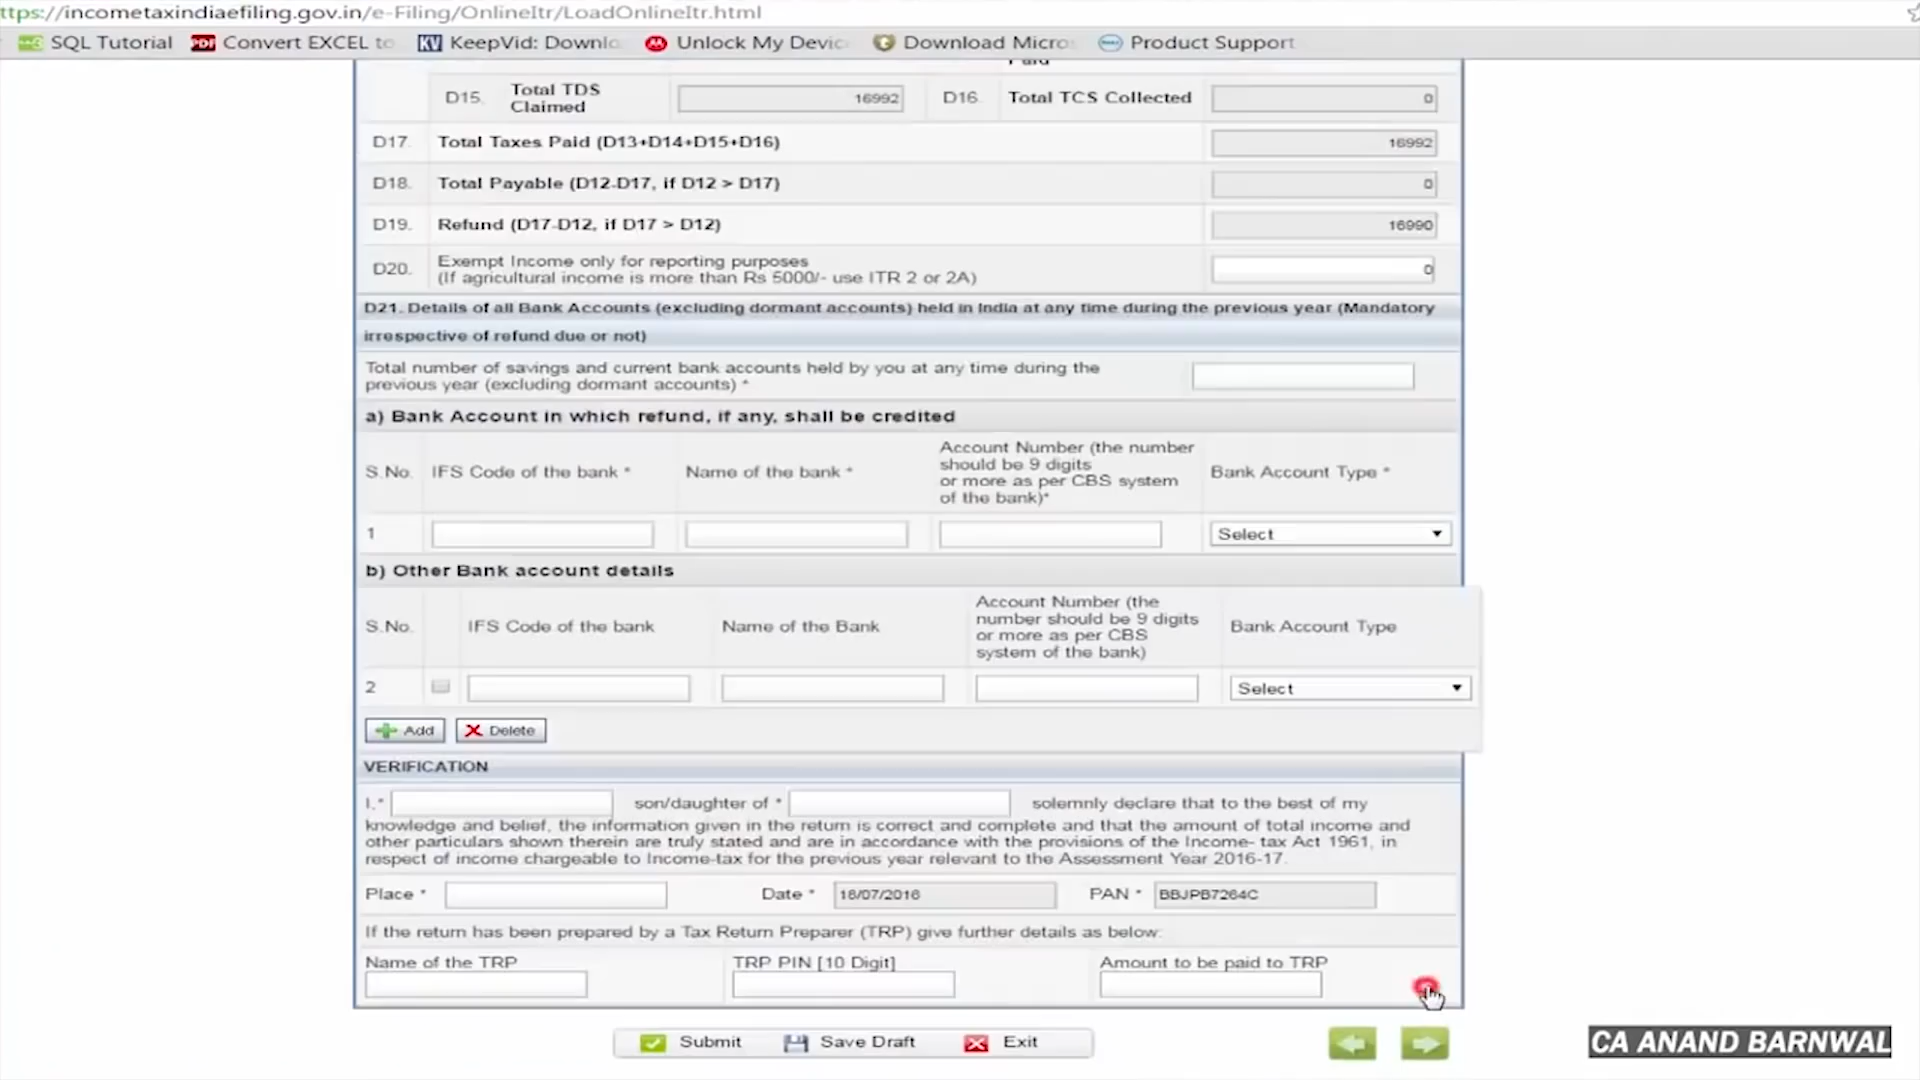 ttps://incometaxindiaefiling.gov.in/e-Filing/OnlineItr/LoadOnlineItr.html
SQL Tutorial PDF Convert EXCEL to KV KeepVid: Downlo Unlock My Devic Download Micro Product Support
Paid
D15. Total TDS Claimed 16992 D16. Total TCS Collected 0
D17. Total Taxes Paid (D13+D14+D15+D16) 16992
D18. Total Payable (D12-D17, if D12 > D17) 0
D19. Refund (D17-D12, if D17 > D12) 16990
D20. Exempt Income only for reporting purposes
(If agricultural income is more than Rs 5000/- use ITR 2 or 2A) 0
D21. Details of all Bank Accounts (excluding dormant accounts) held in India at any time during the previous year (Mandatory
irrespective of refund due or not)
Total number of savings and current bank accounts held by you at any time during the
previous year (excluding dormant accounts) *
a) Bank Account in which refund, if any, shall be credited
S.No. IFS Code of the bank * Name of the bank * Account Number (the number
should be 9 digits
or more as per CBS system
of the bank)* Bank Account Type *
1 Select
b) Other Bank account details
S.No. IFS Code of the bank Name of the Bank Account Number (the
number should be 9 digits
or more as per CBS
system of the bank) Bank Account Type
2 Select
Add Delete
VERIFICATION
I,* son/daughter of * solemnly declare that to the best of my
knowledge and belief, the information given in the return is correct and complete and that the amount of total income and
other particulars shown therein are truly stated and are in accordance with the provisions of the Income- tax Act 1961, in
respect of income chargeable to Income-tax for the previous year relevant to the Assessment Year 2016-17.
Place * Date * 18/07/2016 PAN * BBJPB7264C
If the return has been prepared by a Tax Return Preparer (TRP) give further details as below:
Name of the TRP TRP PIN [10 Digit] Amount to be paid to TRP
Submit Save Draft Exit
CA ANAND BARNWAL